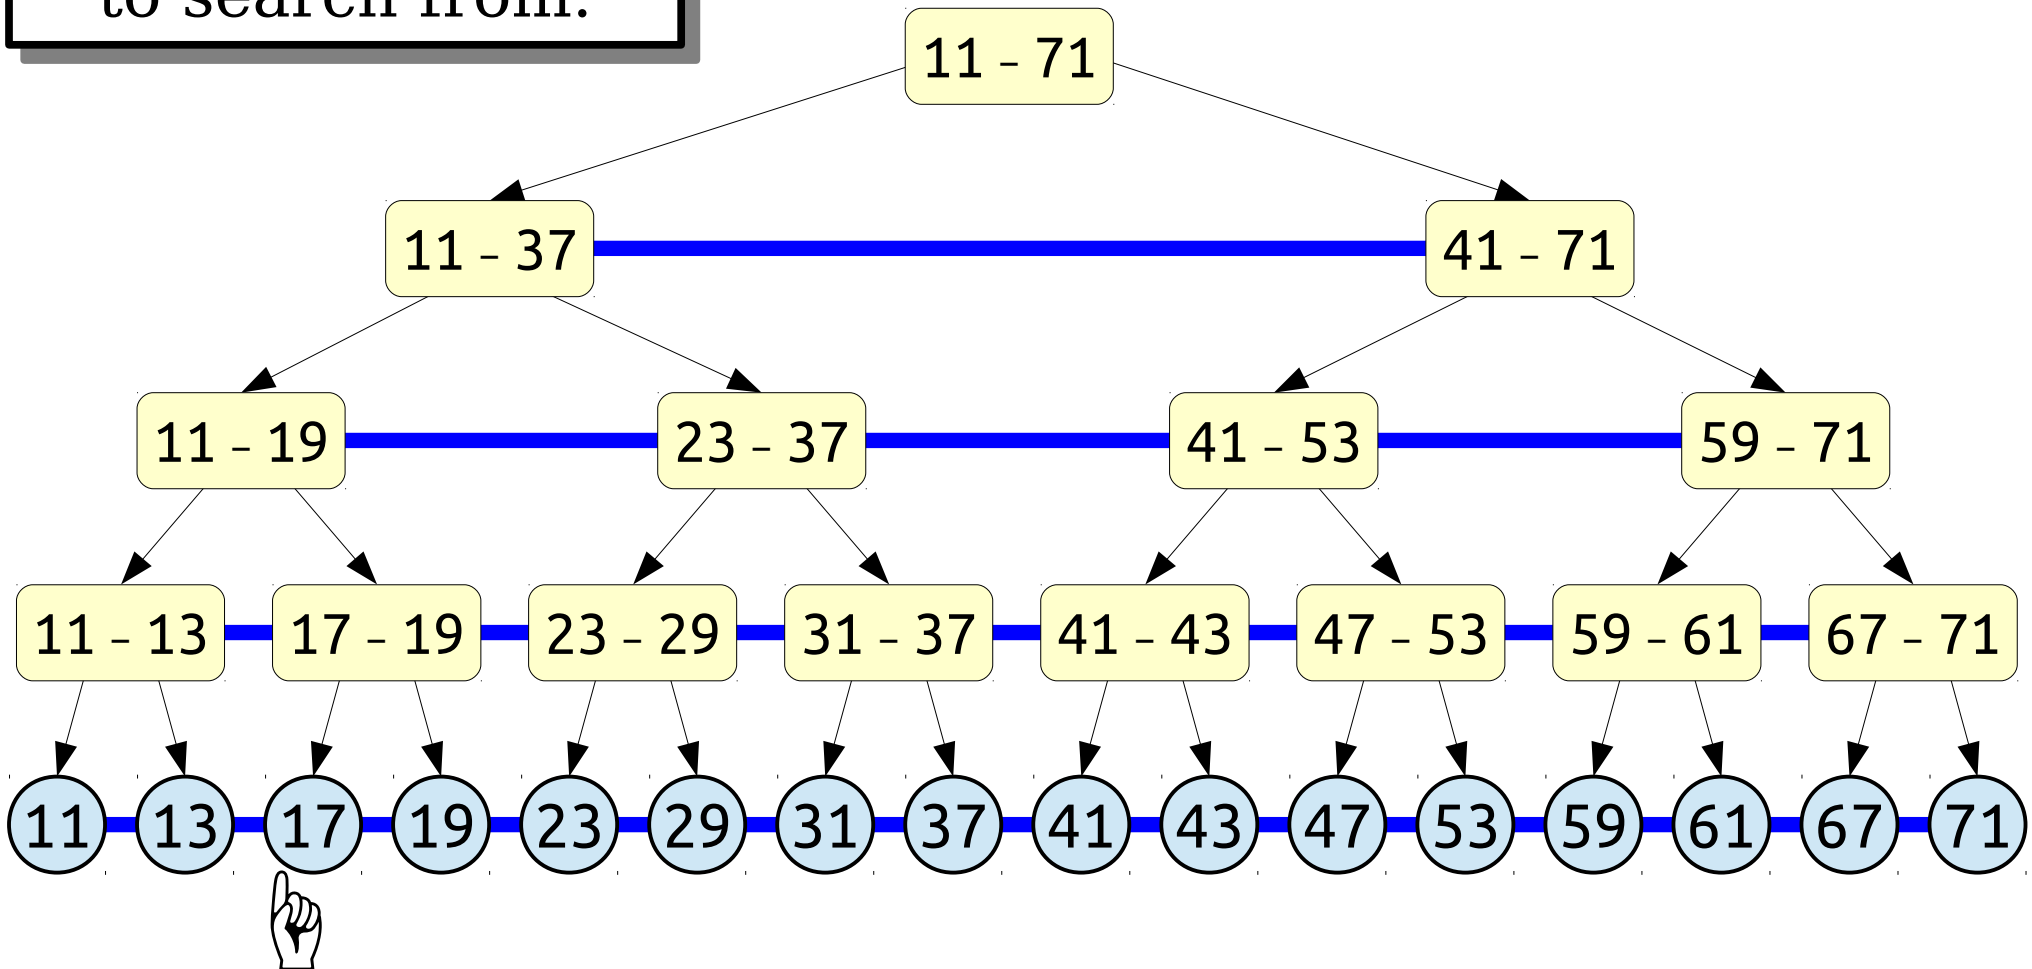 to search from.
11 – 71
11 – 37
41 – 71
11 – 19
23 – 37
41 – 53
59 – 71
11 – 13
17 – 19
23 – 29
31 – 37
41 – 43
47 – 53
59 – 61
67 – 71
11
13
17
19
23
29
31
37
41
43
47
53
59
61
67
71